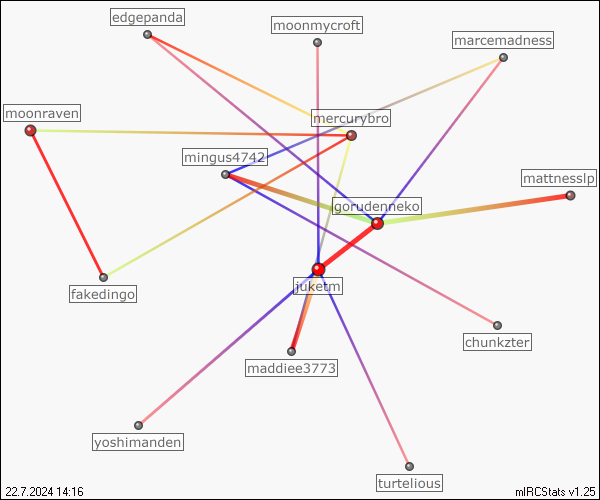 edgepanda
moonmycroft
marcemadness
moonraven
mercurybro
mingus4742
mattnesslp
gorudenneko
juketm
fakedingo
chunkzter
maddiee3773
yoshimanden
turtelious
22.7.2024 14:16
mIRCStats v1.25